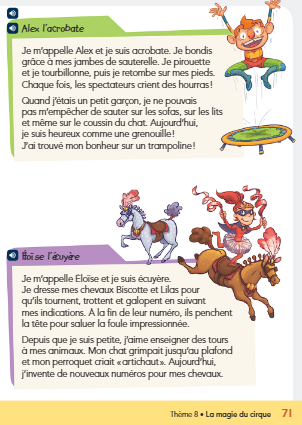 Alex l'acrobate
Je m'appelle Alex et je suis acrobate. Je bondis
grâce à mes jambes de sauterelle. Je pirouette
et je tourbillonne, puis je retombe sur mes pieds.
Chaque fois, les spectateurs crient des hourras!
Quand j'étais un petit garçon, je ne pouvais
pas m'empêcher de sauter sur les sofas, sur les lits
et même sur le coussin du chat. Aujourd'hui,
je suis heureux comme une grenouille!
J'ai trouvé mon bonheur sur un trampoline!
Éloïse l'écuyère
Je m'appelle Éloïse et je suis écuyère.
Je dresse mes chevaux Biscotte et Lilas pour
qu'ils tournent, trottent et galopent en suivant
mes indications. À la fin de leur numéro, ils penchent
la tête pour saluer la foule impressionnée.
Depuis que je suis petite, j'aime enseigner des tours
à mes animaux. Mon chat grimpait jusqu'au plafond
et mon perroquet criait «artichaut». Aujourd'hui,
j'invente de nouveaux numéros pour mes chevaux.
Thème 8 • La magie du cirque 71